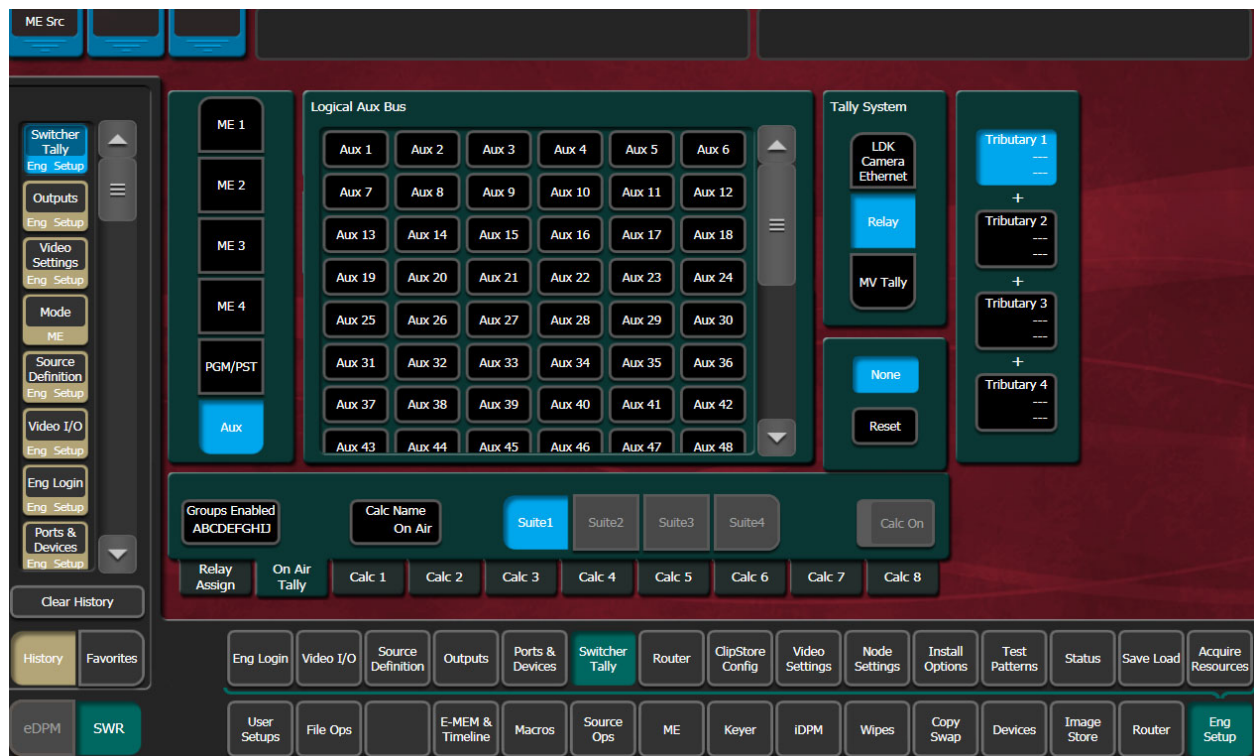 ME Src
Switcher
Tally
Eng Setup
Outputs
Eng Setup
Video
Settings
Eng Setup
Mode
ME
Source
Definition
Eng Setup
Video I/O
Eng Setup
Eng Login
Eng Setup
Ports &
Devices
Eng Setup
Clear History
History Favorites
eDPM SWR
ME 1
ME 2
ME 3
ME 4
PGM/PST
Aux
Logical Aux Bus
Aux 1 Aux 2 Aux 3 Aux 4 Aux 5 Aux 6
Aux 7 Aux 8 Aux 9 Aux 10 Aux 11 Aux 12
Aux 13 Aux 14 Aux 15 Aux 16 Aux 17 Aux 18
Aux 19 Aux 20 Aux 21 Aux 22 Aux 23 Aux 24
Aux 25 Aux 26 Aux 27 Aux 28 Aux 29 Aux 30
Aux 31 Aux 32 Aux 33 Aux 34 Aux 35 Aux 36
Aux 37 Aux 38 Aux 39 Aux 40 Aux 41 Aux 42
Aux 43 Aux 44 Aux 45 Aux 46 Aux 47 Aux 48
Tally System
LDK
Camera
Ethernet
Relay
MV Tally
None
Reset
Tributary 1
---
---
+
Tributary 2
---
---
+
Tributary 3
---
---
+
Tributary 4
---
---
Groups Enabled
ABCDEFGHIJ
Calc Name
On Air
Suite1 Suite2 Suite3 Suite4
Calc On
Relay
Assign
On Air
Tally
Calc 1 Calc 2 Calc 3 Calc 4 Calc 5 Calc 6 Calc 7 Calc 8
Eng Login
Video I/O
Source
Definition
Outputs
Ports &
Devices
Switcher
Tally
Router
ClipStore
Config
Video
Settings
Node
Settings
Install
Options
Test
Patterns
Status
Save Load
Acquire
Resources
User
Setups
File Ops
E-MEM &
Timeline
Macros
Source
Ops
ME
Keyer
iDPM
Wipes
Copy
Swap
Devices
Image
Store
Router
Eng
Setup